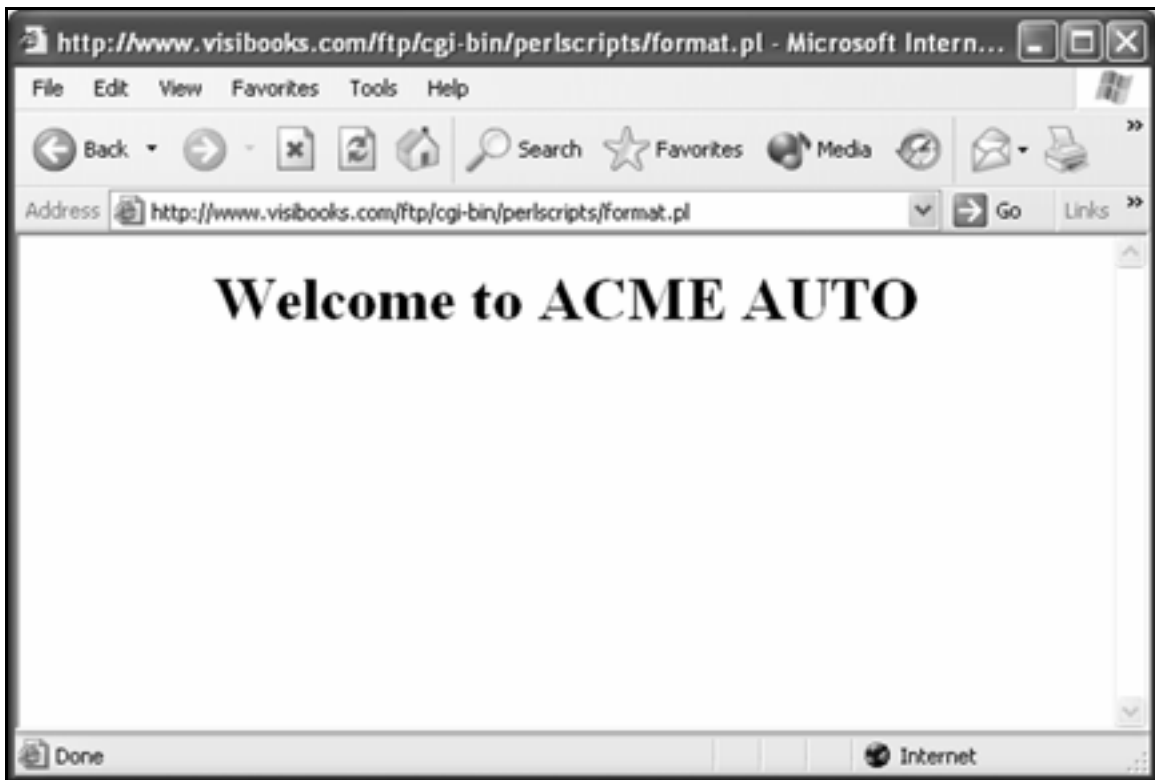 http://www.visibooks.com/ftp/cgi-bin/perlscripts/format.pl - Microsoft Intern...
File Edit View Favorites Tools Help
Back Search Favorites Media »
Address http://www.visibooks.com/ftp/cgi-bin/perlscripts/format.pl Go Links »
Welcome to ACME AUTO
Done Internet